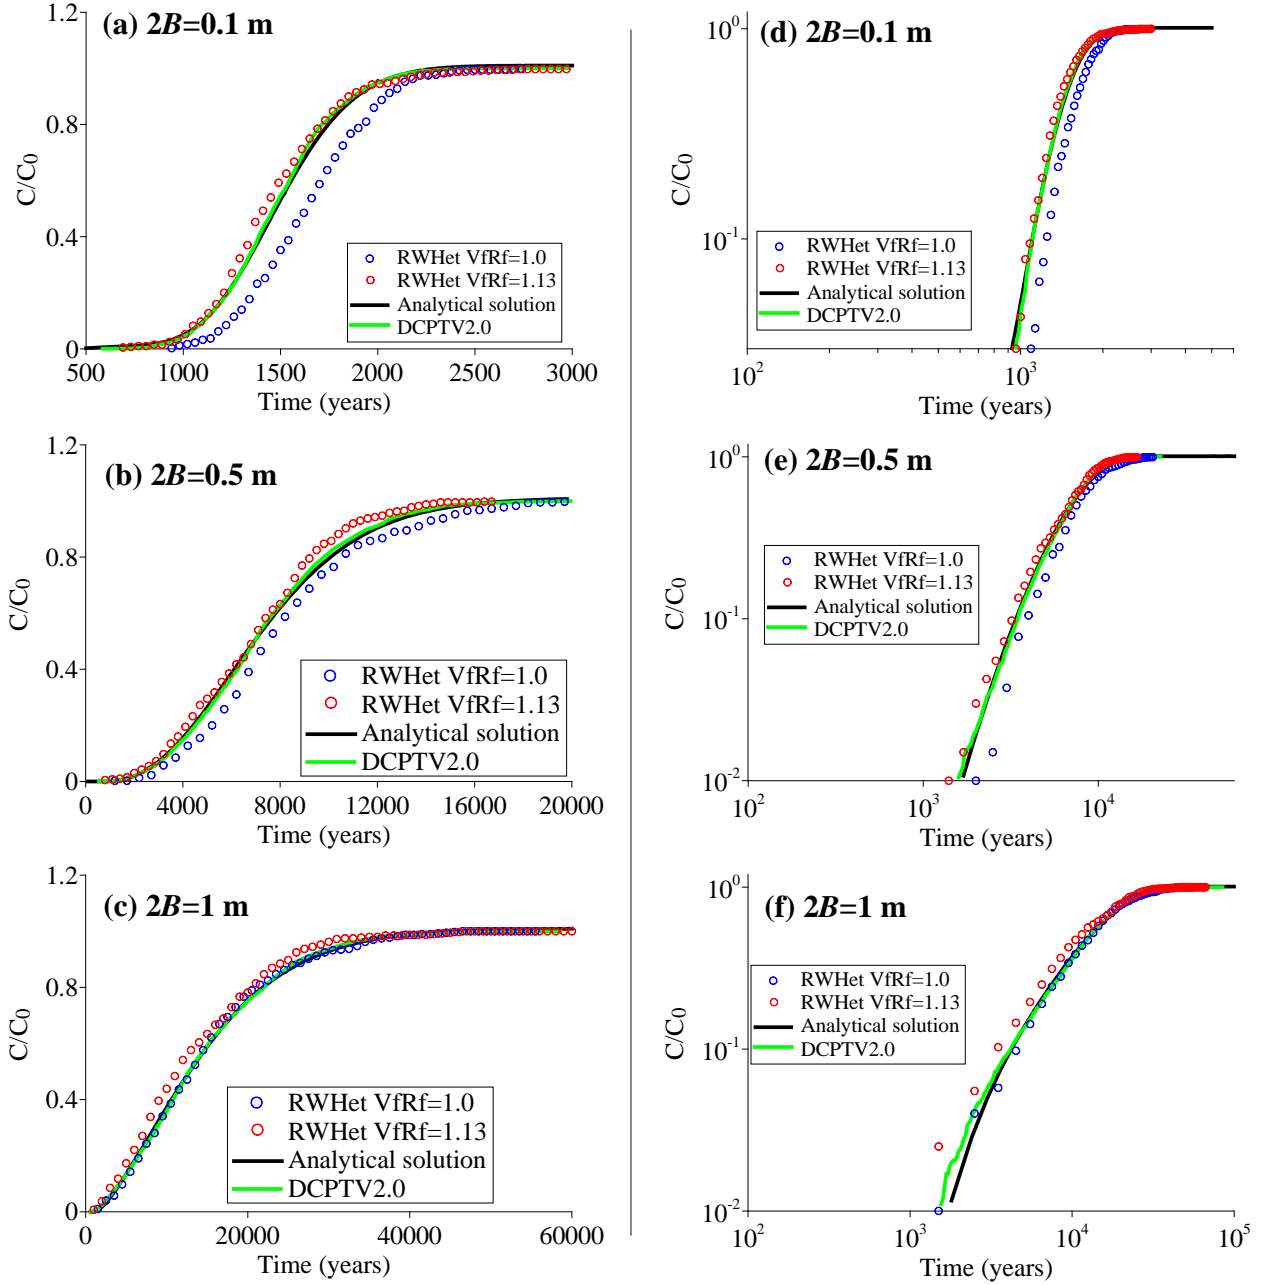 (a) 2B=0.1 m
1.2
0.8
0.4
0
C/C0
RWHet VfRf=1.0
RWHet VfRf=1.13
Analytical solution
DCPTV2.0
500 1000 1500 2000 2500 3000
Time (years)
(b) 2B=0.5 m
1.2
0.8
0.4
0
C/C0
RWHet VfRf=1.0
RWHet VfRf=1.13
Analytical solution
DCPTV2.0
0 4000 8000 12000 16000 20000
Time (years)
(c) 2B=1 m
1.2
0.8
0.4
0
C/C0
RWHet VfRf=1.0
RWHet VfRf=1.13
Analytical solution
DCPTV2.0
0 20000 40000 60000
Time (years)
(d) 2B=0.1 m
10^0
10^-1
C/C0
RWHet VfRf=1.0
RWHet VfRf=1.13
Analytical solution
DCPTV2.0
10^2 10^3
Time (years)
(e) 2B=0.5 m
10^0
10^-1
10^-2
C/C0
RWHet VfRf=1.0
RWHet VfRf=1.13
Analytical solution
DCPTV2.0
10^2 10^3 10^4
Time (years)
(f) 2B=1 m
10^0
10^-1
10^-2
C/C0
RWHet VfRf=1.0
RWHet VfRf=1.13
Analytical solution
DCPTV2.0
10^2 10^3 10^4 10^5
Time (years)